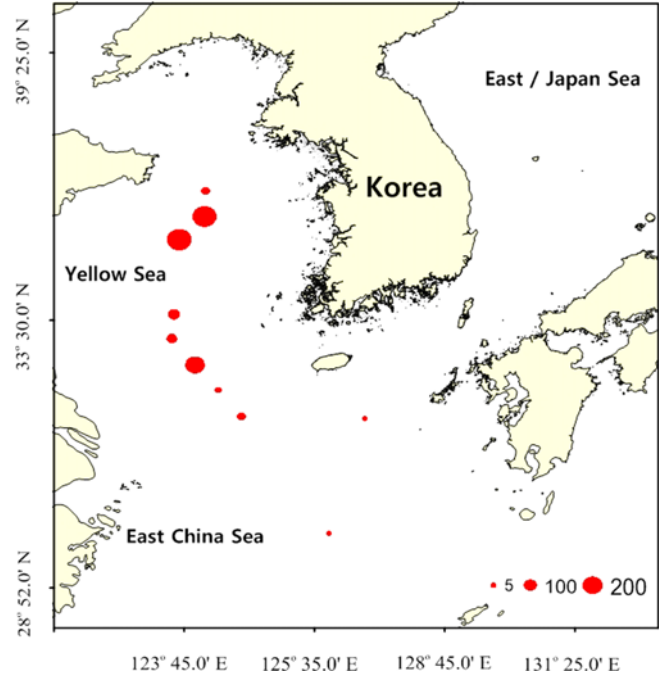 39° 25.0' N
East / Japan Sea
Korea
Yellow Sea
33° 30.0' N
East China Sea
28° 52.0' N
5 100 200
123° 45.0' E 125° 35.0' E 128° 45.0' E 131° 25.0' E